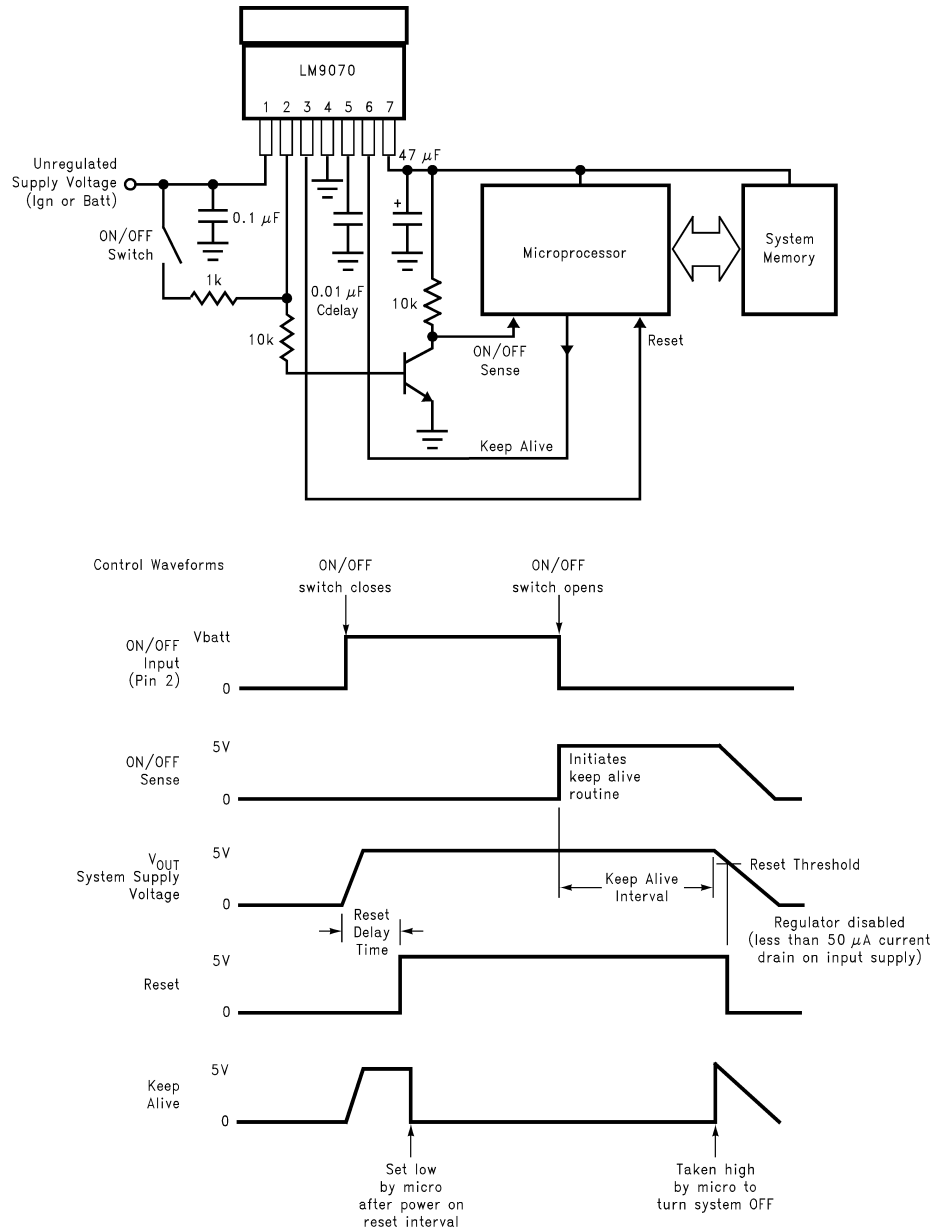 LM9070
1 2 3 4 5 6 7
47 μF
Unregulated
Supply Voltage
(Ign or Batt)
0.1 μF
ON/OFF
Switch
1k
0.01 μF
Cdelay
10k
10k
Microprocessor
System
Memory
ON/OFF
Sense
Reset
Keep Alive
Control Waveforms
ON/OFF
switch closes
ON/OFF
switch opens
ON/OFF
Input
(Pin 2)
Vbatt
0
ON/OFF
Sense
5V
0
Initiates
keep alive
routine
VOUT
System Supply
Voltage
5V
0
Reset
Delay
Time
Keep Alive
Interval
Reset Threshold
Regulator disabled
(less than 50 μA current
drain on input supply)
Reset
5V
0
Keep
Alive
5V
0
Set low
by micro
after power on
reset interval
Taken high
by micro to
turn system OFF
+